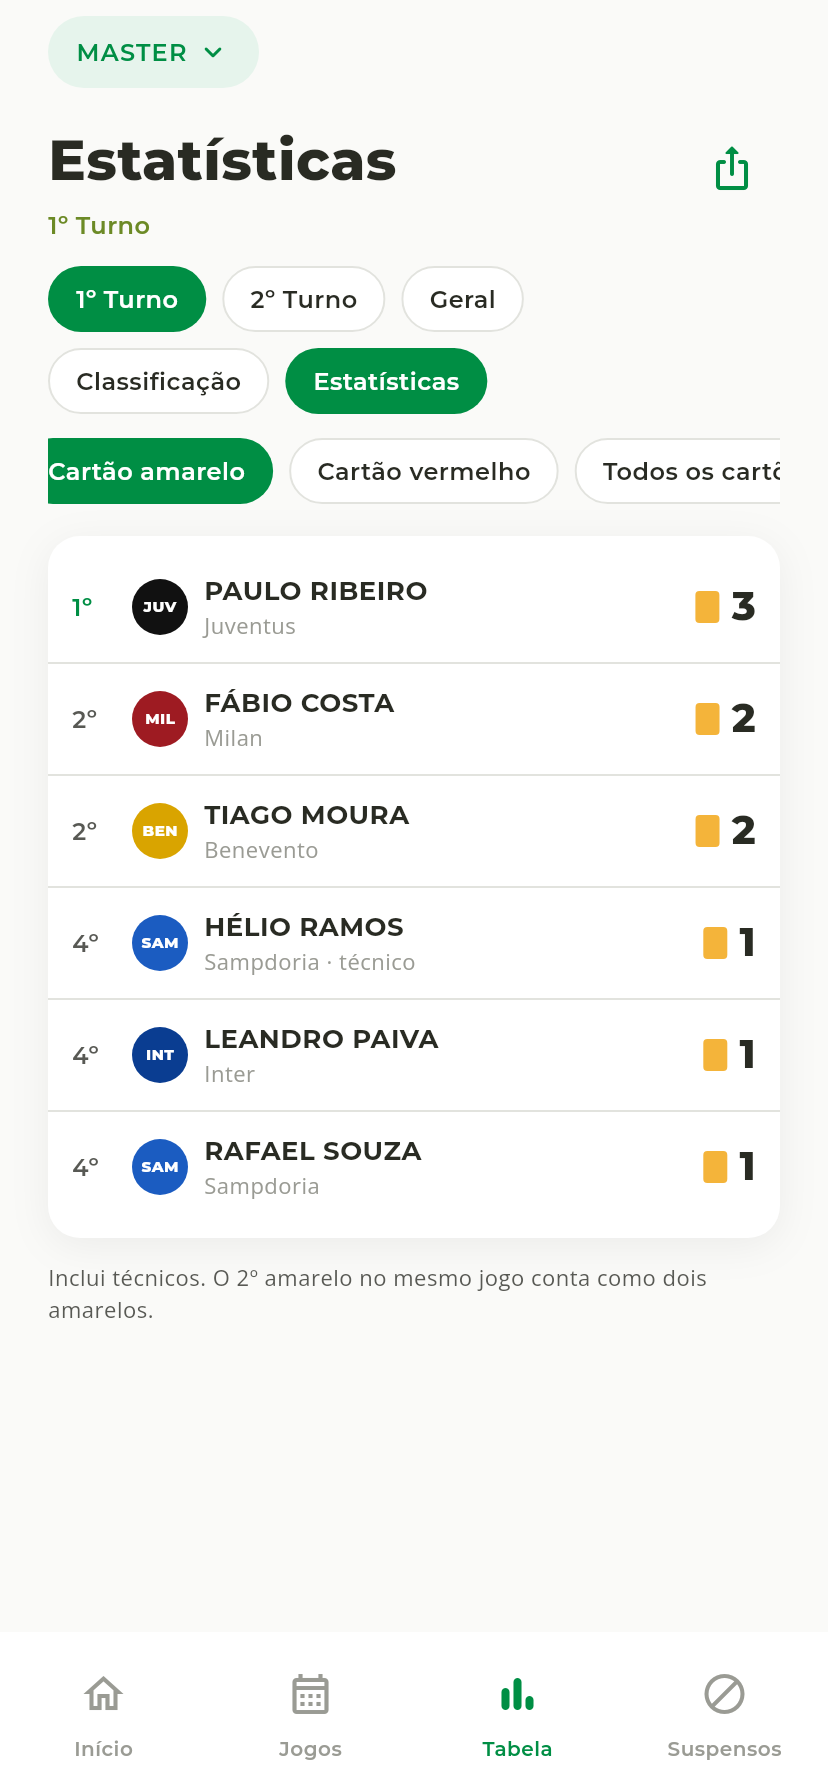 MASTER
Estatísticas
1º Turno
1º Turno
2º Turno
Geral
Classificação
Estatísticas
Cartão amarelo
Cartão vermelho
Todos os cartõ
1º
JUV
PAULO RIBEIRO
Juventus
3
2º
MIL
FÁBIO COSTA
Milan
2
2º
BEN
TIAGO MOURA
Benevento
2
4º
SAM
HÉLIO RAMOS
Sampdoria · técnico
1
4º
INT
LEANDRO PAIVA
Inter
1
4º
SAM
RAFAEL SOUZA
Sampdoria
1
Inclui técnicos. O 2º amarelo no mesmo jogo conta como dois
amarelos.
Início
Jogos
Tabela
Suspensos